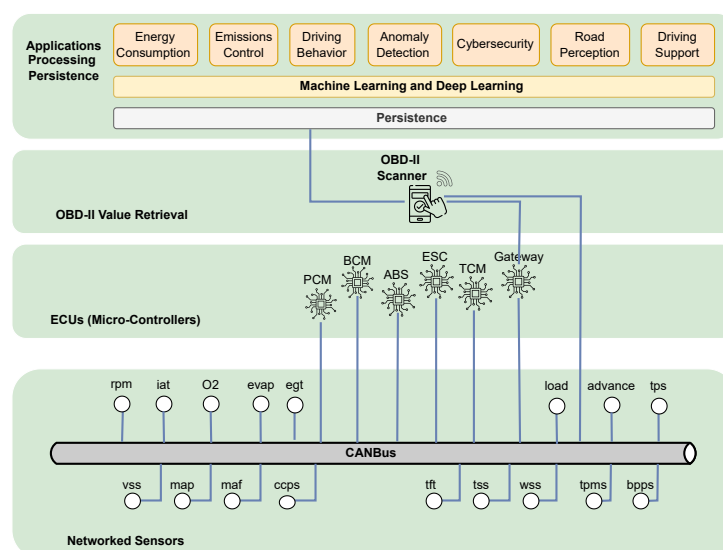 Applications
Processing
Persistence
Energy
Consumption
Emissions
Control
Driving
Behavior
Anomaly
Detection
Cybersecurity
Road
Perception
Driving
Support
Machine Learning and Deep Learning
Persistence
OBD-II
Scanner
OBD-II Value Retrieval
PCM
BCM
ABS
ESC
TCM
Gateway
ECUs (Micro-Controllers)
rpm
iat
O2
evap
egt
load
advance
tps
CANBus
vss
map
maf
ccps
tft
tss
wss
tpms
bpps
Networked Sensors